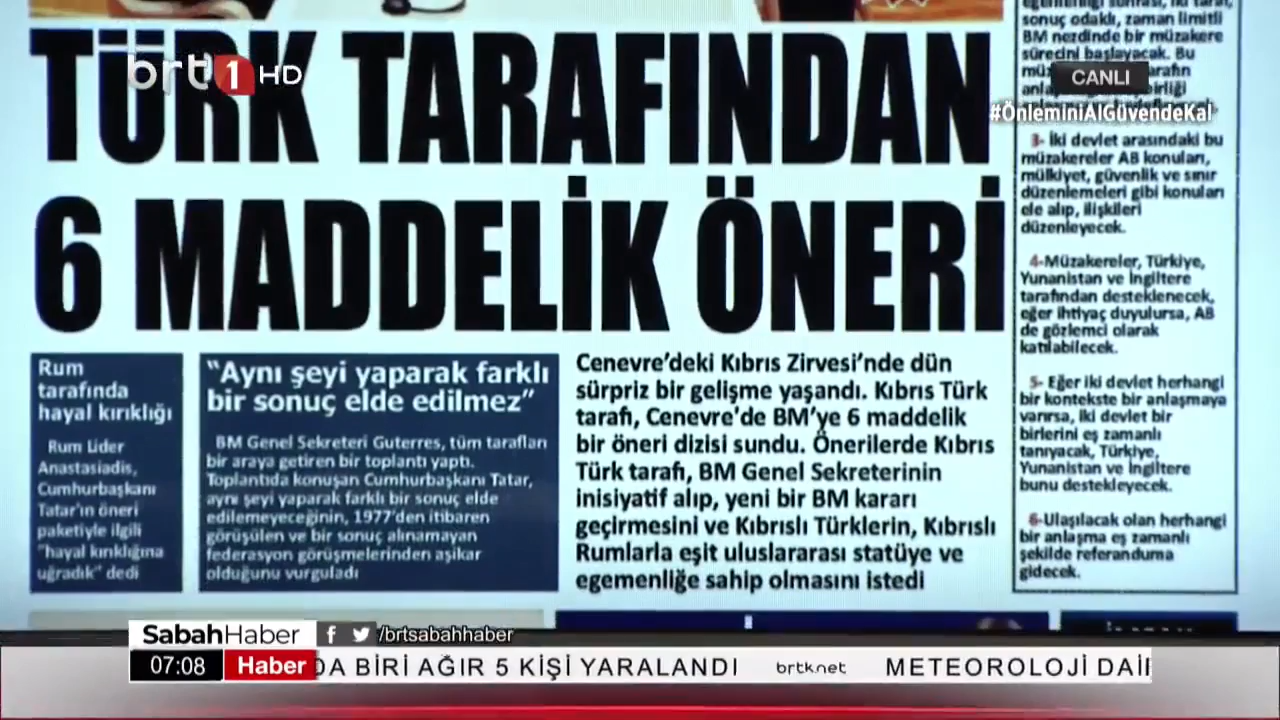 TÜRK TARAFINDAN
6 MADDELİK ÖNERİ
brt 1 HD
CANLI
#ÖnleminiAlGüvendeKal
Rum
tarafında
hayal kırıklığı
Rum Lider
Anastasiadis,
Cumhurbaşkanı
Tatar'ın öneri
paketiyle ilgili
"hayal kırıklığına
uğradık" dedi
"Aynı şeyi yaparak farklı
bir sonuç elde edilmez"
BM Genel Sekreteri Guterres, tüm tarafları
bir araya getiren bir toplantı yaptı.
Toplantıda konuşan Cumhurbaşkanı Tatar,
aynı şeyi yaparak farklı bir sonuç elde
edilemeyeceğinin, 1977'den itibaren
görüşülen ve bir sonuç alınamayan
federasyon görüşmelerinden aşikar
olduğunu vurguladı
Cenevre'deki Kıbrıs Zirvesi'nde dün
sürpriz bir gelişme yaşandı. Kıbrıs Türk
tarafı, Cenevre'de BM'ye 6 maddelik
bir öneri dizisi sundu. Önerilerde Kıbrıs
Türk tarafı, BM Genel Sekreterinin
inisiyatif alıp, yeni bir BM kararı
geçirmesini ve Kıbrıslı Türklerin, Kıbrıslı
Rumlarla eşit uluslararası statüye ve
egemenliğe sahip olmasını istedi
sonuç odaklı, zaman limitli
BM nezdinde bir müzakere
sürecini başlayacak. Bu
3- İki devlet arasındaki bu
müzakereler AB konuları,
mülkiyet, güvenlik ve sınır
düzenlemeleri gibi konuları
ele alıp, ilişkileri
düzenleyecek.
4-Müzakereler, Türkiye,
Yunanistan ve İngiltere
tarafından desteklenecek,
eğer ihtiyaç duyulursa, AB
de gözlemci olarak
katılabilecek.
5- Eğer iki devlet herhangi
bir kontekste bir anlaşmaya
varırsa, iki devlet bir
birlerini eş zamanlı
tanıyacak, Türkiye,
Yunanistan ve İngiltere
bunu destekleyecek.
6-Ulaşılacak olan herhangi
bir anlaşma eş zamanlı
şekilde referanduma
gidecek.
SabahHaber
/brtsabahhaber
07:08
Haber
DA BİRİ AĞIR 5 KİŞİ YARALANDI
brtknet
METEOROLOJİ DAİ